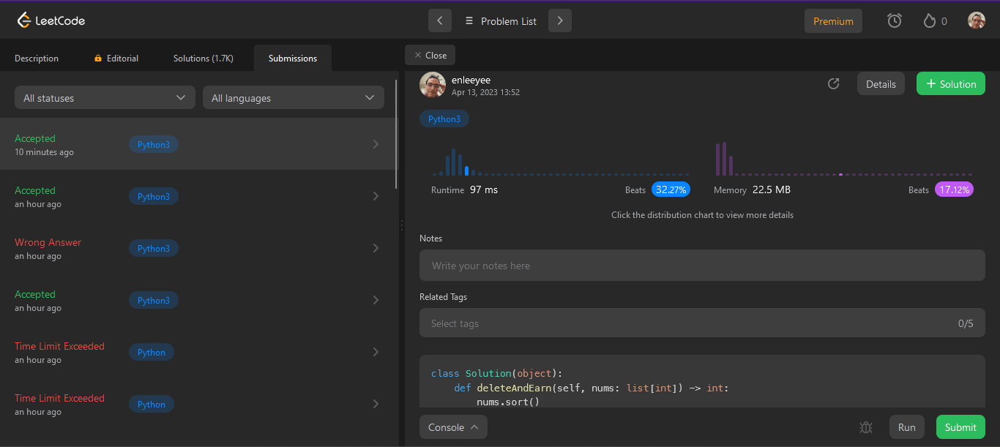 LeetCode
Problem List
Premium
0
Description
Editorial
Solutions (1.7K)
Submissions
Close
All statuses
All languages
Accepted
10 minutes ago
Python3
Accepted
an hour ago
Python3
Wrong Answer
an hour ago
Python3
Accepted
an hour ago
Python3
Time Limit Exceeded
an hour ago
Python
Time Limit Exceeded
an hour ago
Python
enleeyee
Apr 13, 2023 13:52
Details
+ Solution
Python3
Runtime 97 ms
Beats 32.27%
Memory 22.5 MB
Beats 17.12%
Click the distribution chart to view more details
Notes
Write your notes here
Related Tags
Select tags
0/5
class Solution(object):
def deleteAndEarn(self, nums: list[int]) -> int:
nums.sort()
Console
Run
Submit